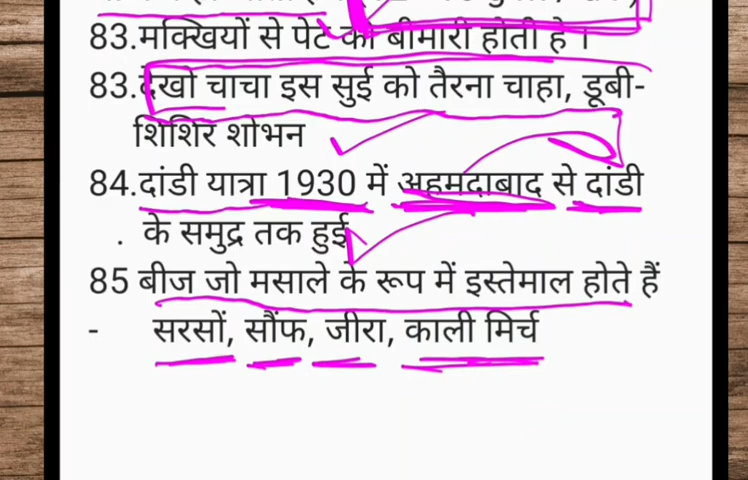 83.मक्खियों से पेट की बीमारी होती है ।
83.देखो चाचा इस सुई को तैरना चाहा, डूबी-
शिशिर शोभन
84.दांडी यात्रा 1930 में अहमदाबाद से दांडी
. के समुद्र तक हुई
85 बीज जो मसाले के रूप में इस्तेमाल होते हैं
- सरसों, सौंफ, जीरा, काली मिर्च